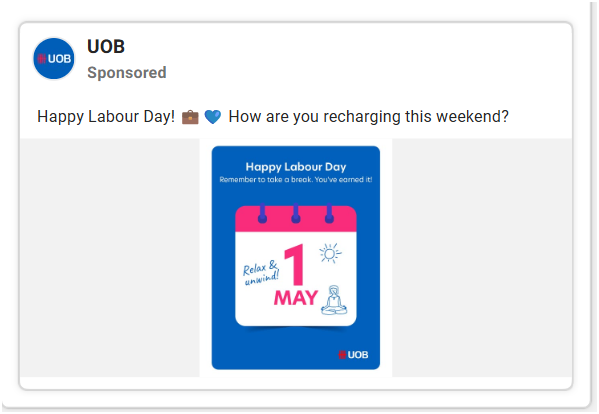 UOB
UOB
Sponsored
Happy Labour Day! 💼 💙 How are you recharging this weekend?
Happy Labour Day
Remember to take a break. You've earned it!
Relax &
unwind!
1
MAY
UOB